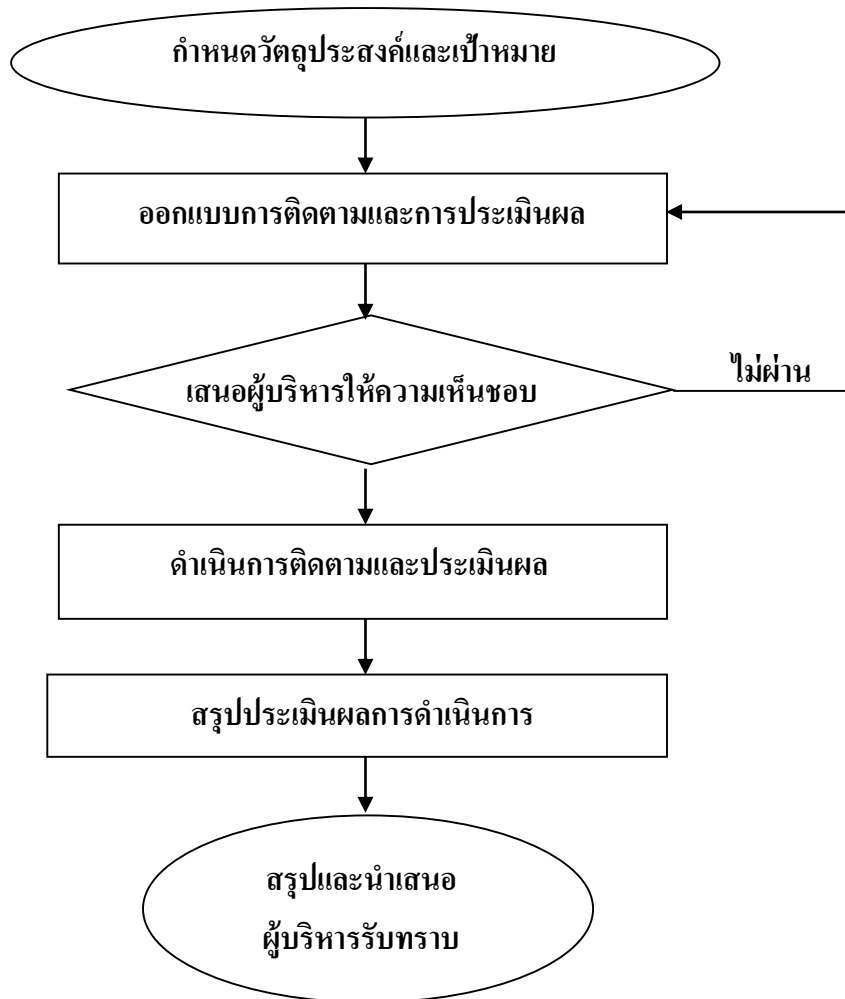 กำหนดวัตถุประสงค์และเป้าหมาย
ออกแบบการติดตามและการประเมินผล
เสนอผู้บริหารให้ความเห็นชอบ
ไม่ผ่าน
ดำเนินการติดตามและประเมินผล
สรุปประเมินผลการดำเนินการ
สรุปและนำเสนอ
ผู้บริหารรับทราบ